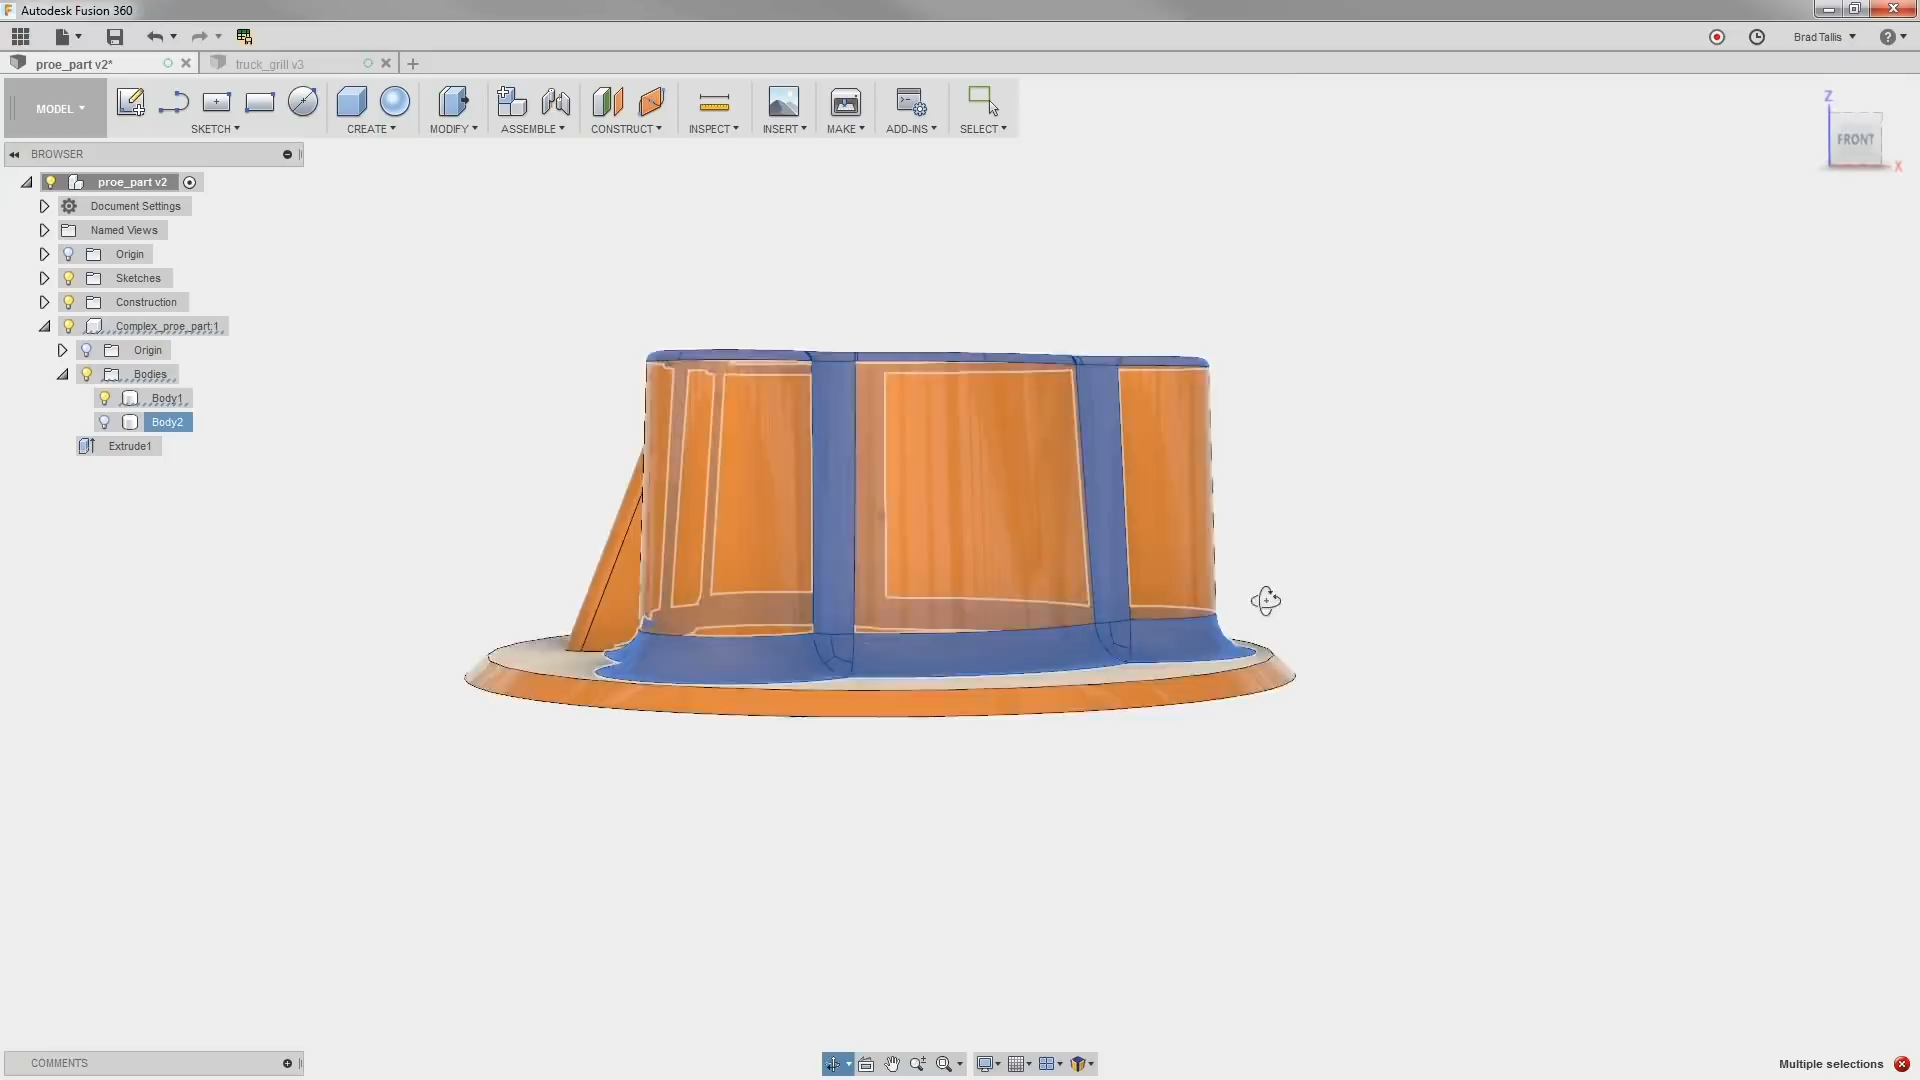 Autodesk Fusion 360
Brad Tallis
proe_part v2*
truck_grill v3
MODEL
SKETCH
CREATE
MODIFY
ASSEMBLE
CONSTRUCT
INSPECT
INSERT
MAKE
ADD-INS
SELECT
Z
FRONT
X
BROWSER
proe_part v2
Document Settings
Named Views
Origin
Sketches
Construction
Complex_proe_part:1
Origin
Bodies
Body1
Body2
Extrude1
COMMENTS
Multiple selections